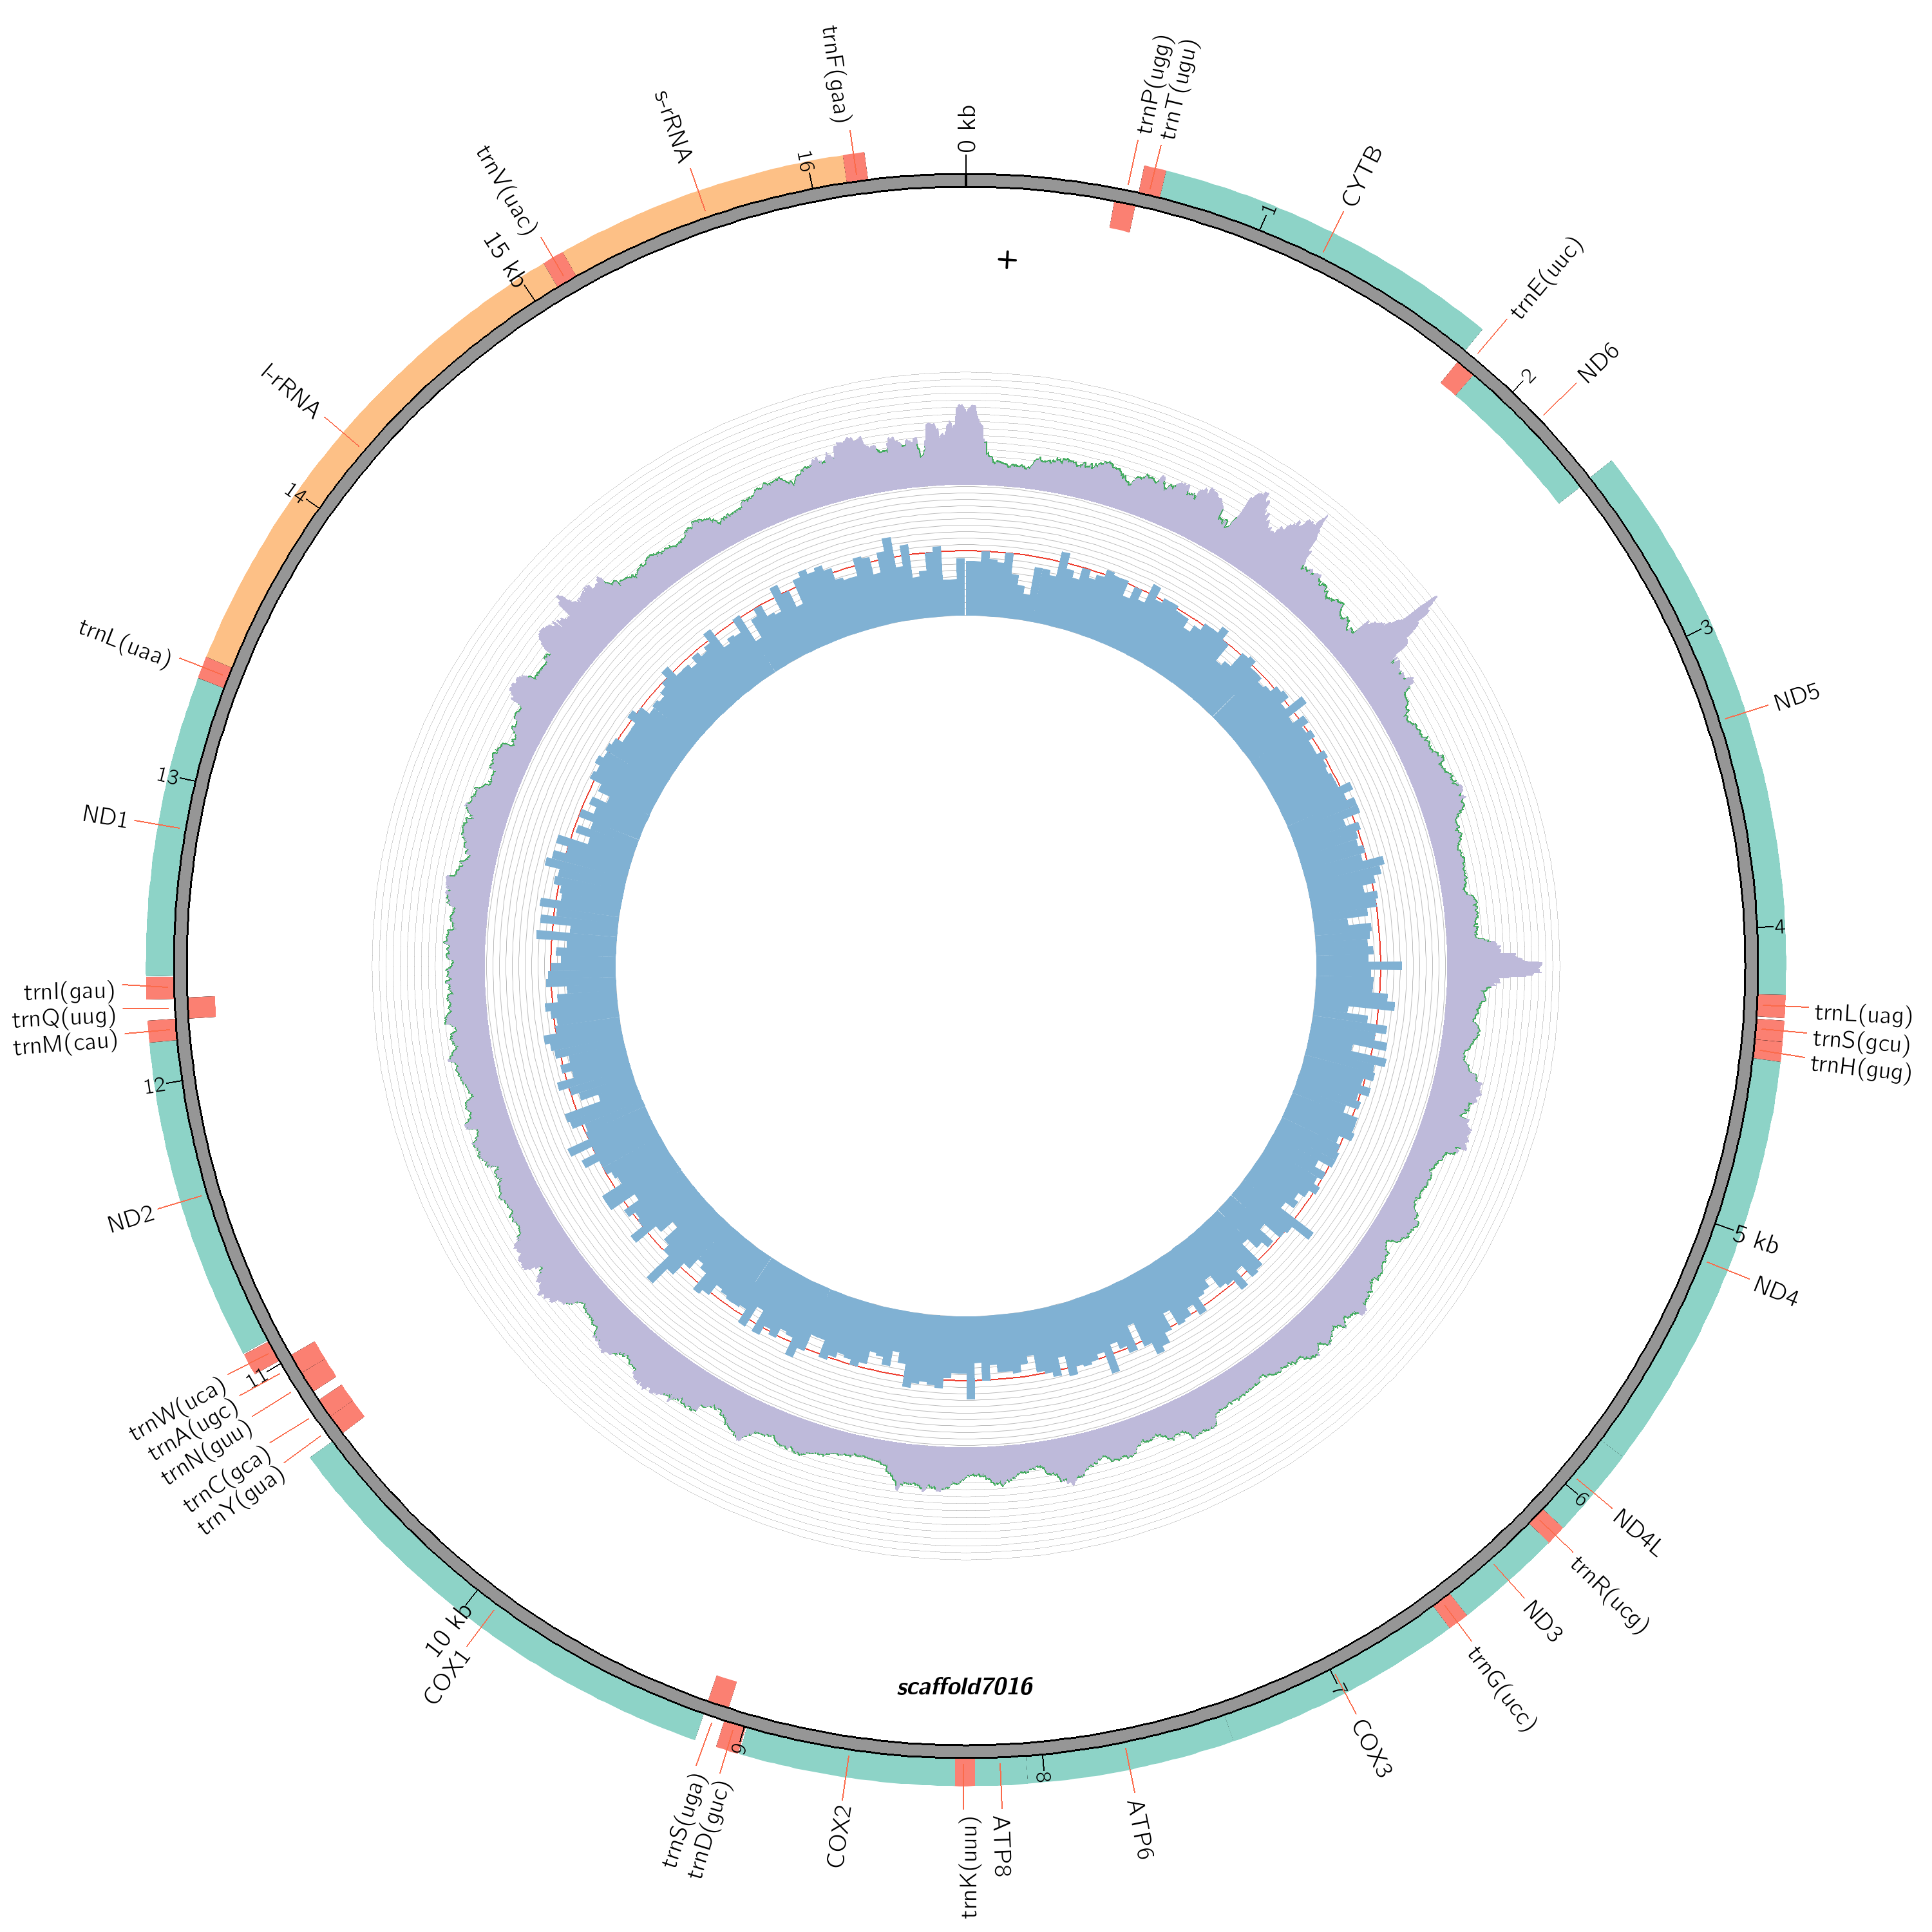 0 kb
trnP(ugg)
trnT(ugu)
1
CYTB
trnE(uuc)
2
ND6
3
ND5
4
trnL(uag)
trnS(gcu)
trnH(gug)
5 kb
ND4
6
ND4L
trnR(ucg)
ND3
trnG(ucc)
7
COX3
ATP6
8
ATP8
trnK(uuu)
COX2
9
trnD(guc)
trnS(uga)
10 kb
COX1
trnY(gua)
trnC(gca)
trnN(guu)
trnA(ugc)
11
trnW(uca)
ND2
12
trnM(cau)
trnQ(uug)
trnI(gau)
ND1
13
trnL(uaa)
14
l-rRNA
15 kb
trnV(uac)
s-rRNA
16
trnF(gaa)
+
scaffold7016